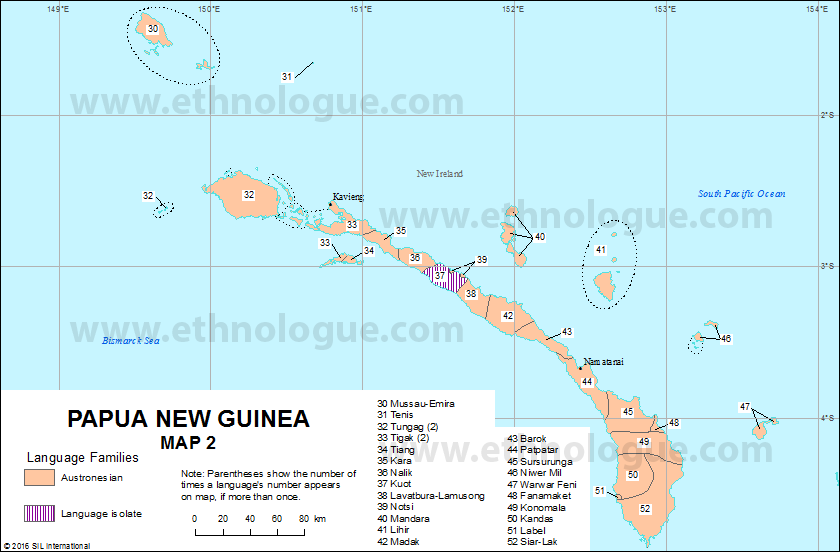 149°E 150°E 151°E 152°E 153°E 154°E
30
31
www.ethnologue.com
2°S
New Ireland
32 32 Kavieng South Pacific Ocean
www.ethnologue.com
33 35 40 41
33 34 36 39
3°S
37
38
42 43
Bismarck Sea
www.ethnologue.com
46
Namatanai
44
45 47
48
4°S
49
www.ethnologue.com
50
51
52
PAPUA NEW GUINEA
MAP 2
Language Families
Austronesian
Language isolate
Note: Parentheses show the number of
times a language's number appears
on map, if more than once.
0 20 40 60 80 km
30 Mussau-Emira
31 Tenis
32 Tungag (2)
33 Tigak (2)
34 Tiang
35 Kara
36 Nalik
37 Kuot
38 Lavatbura-Lamusong
39 Notsi
40 Mandara
41 Lihir
42 Madak
43 Barok
44 Patpatar
45 Sursurunga
46 Niwer Mil
47 Warwar Feni
48 Fanamaket
49 Konomala
50 Kandas
51 Label
52 Siar-Lak
© 2016 SIL International